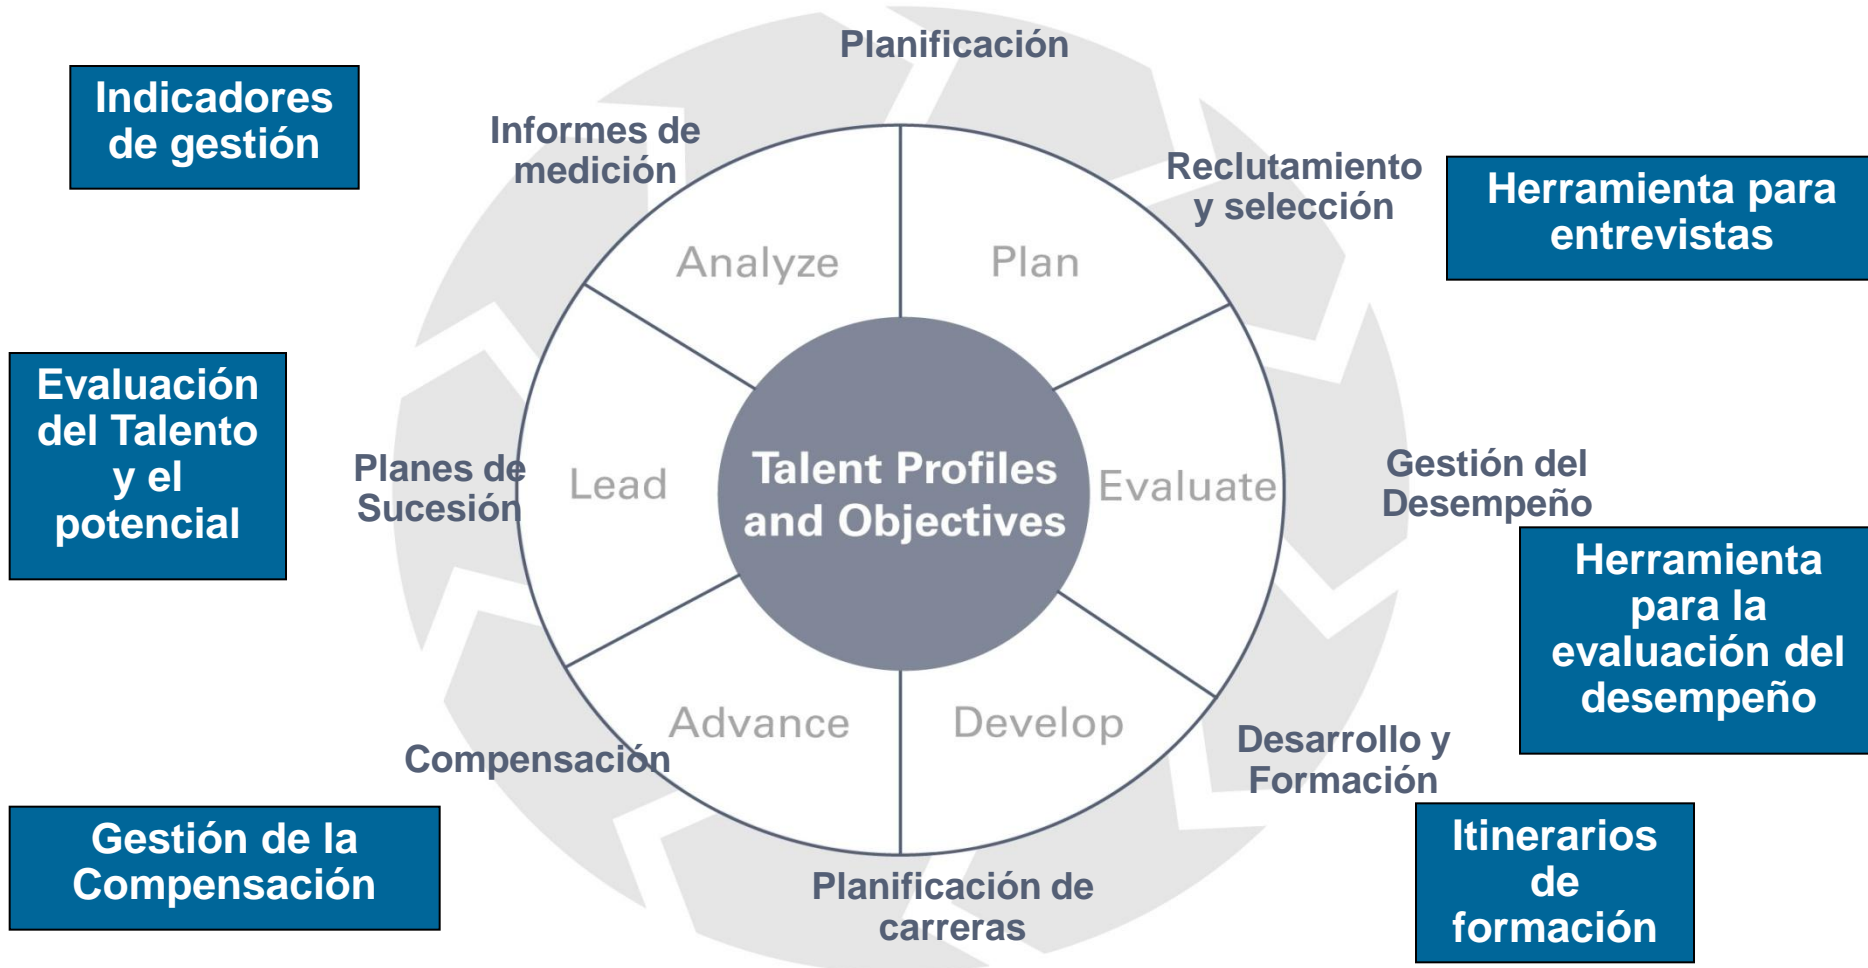 Planificación
Indicadores
de gestión
Informes de
medición
Reclutamiento
y selección
Herramienta para
entrevistas
Analyze
Plan
Evaluación
del Talento
y el
potencial
Planes de
Sucesión
Lead
Talent Profiles
and Objectives
Evaluate
Gestión del
Desempeño
Herramienta
para la
evaluación del
desempeño
Advance
Develop
Compensación
Desarrollo y
Formación
Gestión de la
Compensación
Planificación de
carreras
Itinerarios
de
formación